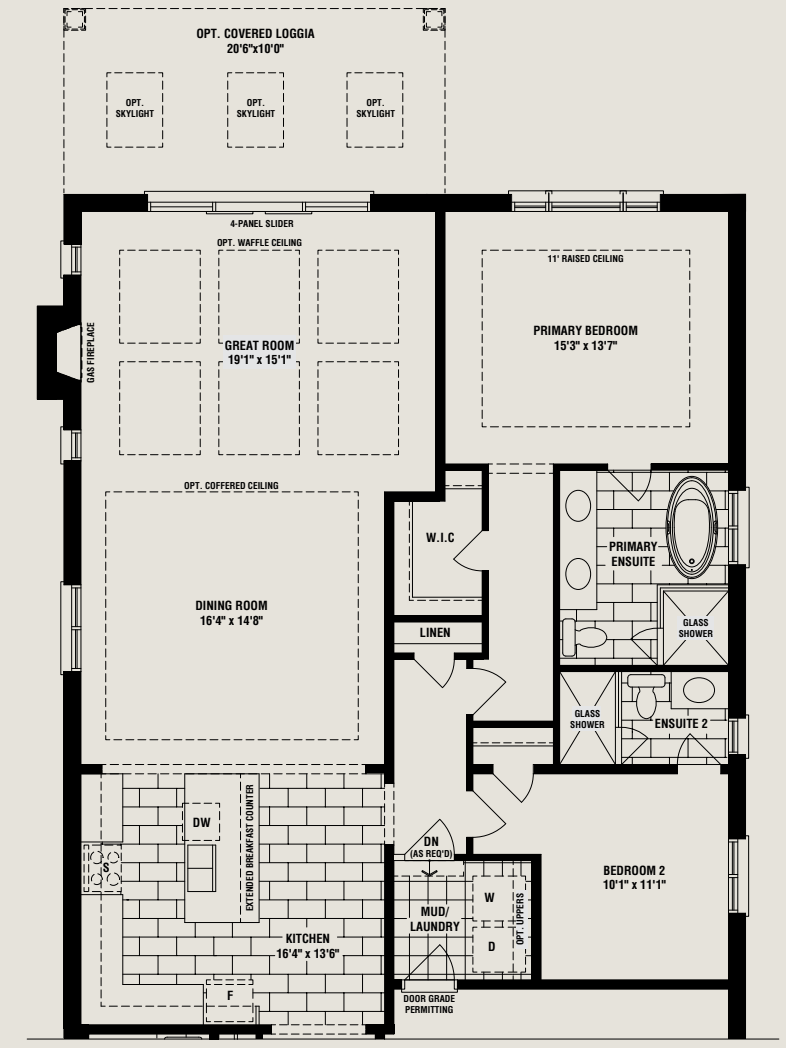 OPT. COVERED LOGGIA
20'6"x10'0"
OPT.
SKYLIGHT
OPT.
SKYLIGHT
OPT.
SKYLIGHT
4-PANEL SLIDER
OPT. WAFFLE CEILING
11' RAISED CEILING
GAS FIREPLACE
GREAT ROOM
19'1" x 15'1"
PRIMARY BEDROOM
15'3" x 13'7"
OPT. COFFERED CEILING
W.I.C
PRIMARY
ENSUITE
DINING ROOM
16'4" x 14'8"
LINEN
GLASS
SHOWER
GLASS
SHOWER
ENSUITE 2
DW
EXTENDED BREAKFAST COUNTER
S
DN
(AS REQ'D)
BEDROOM 2
10'1" x 11'1"
MUD/
LAUNDRY
W
D
OPT. UPPERS
KITCHEN
16'4" x 13'6"
F
DOOR GRADE
PERMITTING